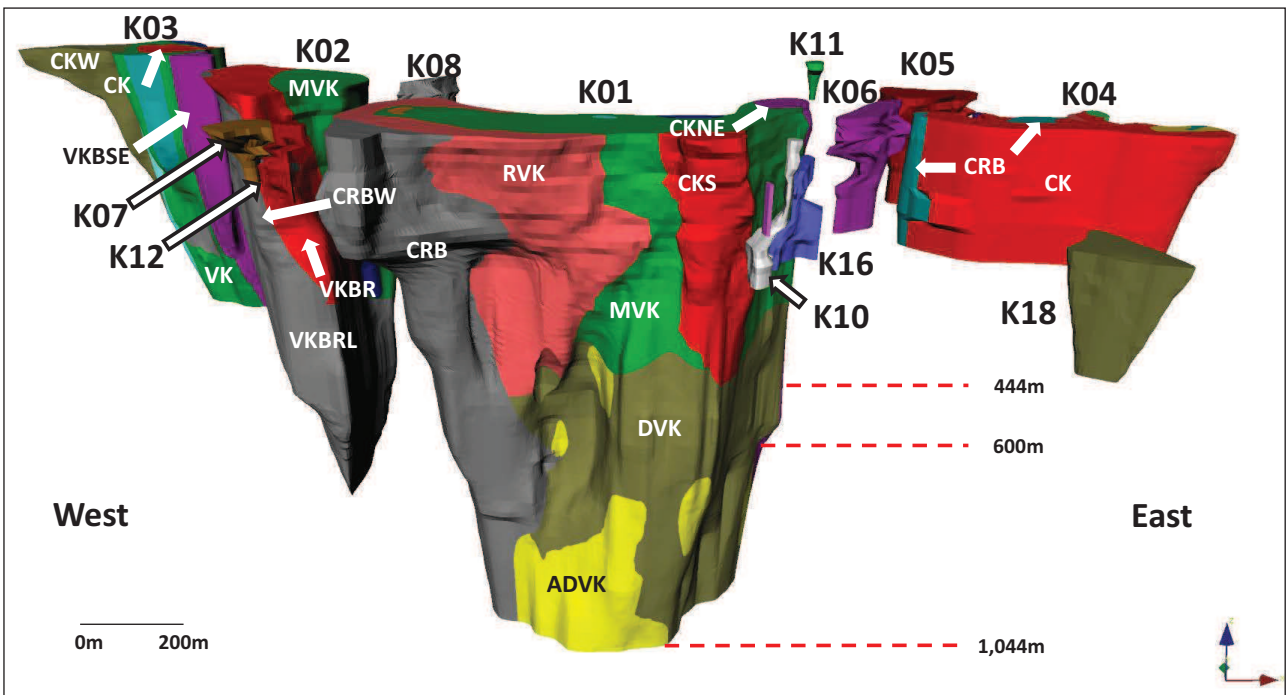 K03
CKW
CK
K02
MVK
K08
K01
K11
K05
K06
K04
CKNE
VKBSE
RVK
CKS
CRB
CK
K07
CRBW
K12
CRB
K16
VK
VKBR
MVK
K10
K18
VKBRL
444m
DVK
600m
West
East
ADVK
0m 200m
1,044m